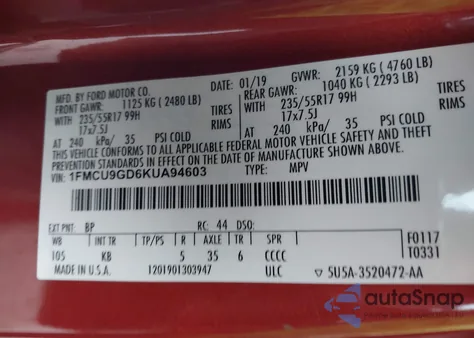 MFD. BY FORD MOTOR CO.
01/19 GVWR: 2159 KG ( 4760 LB)
FRONT GAWR: 1125 KG ( 2480 LB)
REAR GAWR: 1040 KG ( 2293 LB)
WITH 235/55R17 99H TIRES
WITH 235/55R17 99H TIRES
17x7.5J RIMS
17x7.5J RIMS
AT 240 kPa/ 35 PSI COLD
AT 240 kPa/ 35 PSI COLD
THIS VEHICLE CONFORMS TO ALL APPLICABLE FEDERAL MOTOR VEHICLE SAFETY AND THEFT
PREVENTION STANDARDS IN EFFECT ON THE DATE OF MANUFACTURE SHOWN ABOVE.
VIN: 1FMCU9GD6KUA94603
TYPE: MPV
EXT PNT: BP RC: 44 DSO:
WB TP/PS R AXLE TR SPR
105 KB 5 35 6 CCCC
F0117
T0331
MADE IN U.S.A. 1201901303947 ULC
5U5A-3520472-AA
autoSnap